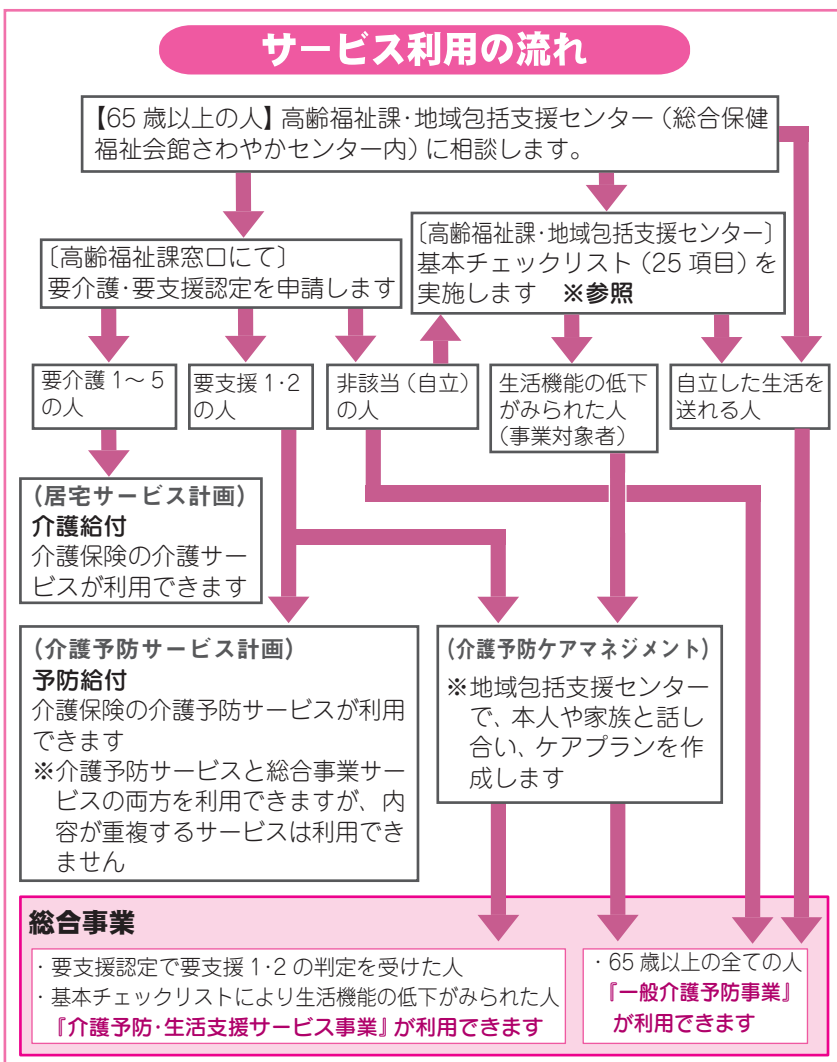 サービス利用の流れ
【65歳以上の人】高齢福祉課・地域包括支援センター(総合保健
福祉会館さわやかセンター内)に相談します。
〔高齢福祉課窓口にて〕
要介護・要支援認定を申請します
〔高齢福祉課・地域包括支援センター〕
基本チェックリスト(25項目)を
実施します ※参照
要介護1~5
の人
要支援1・2
の人
非該当(自立)
の人
生活機能の低下
がみられた人
(事業対象者)
自立した生活を
送れる人
(居宅サービス計画)
介護給付
介護保険の介護サー
ビスが利用できます
(介護予防サービス計画)
予防給付
介護保険の介護予防サービスが利用
できます
※介護予防サービスと総合事業サー
ビスの両方を利用できますが、内
容が重複するサービスは利用でき
ません
(介護予防ケアマネジメント)
※地域包括支援センター
で、本人や家族と話し
合い、ケアプランを作
成します
総合事業
・要支援認定で要支援1・2の判定を受けた人
・基本チェックリストにより生活機能の低下がみられた人
『介護予防・生活支援サービス事業』が利用できます
・65歳以上の全ての人
『一般介護予防事業』
が利用できます